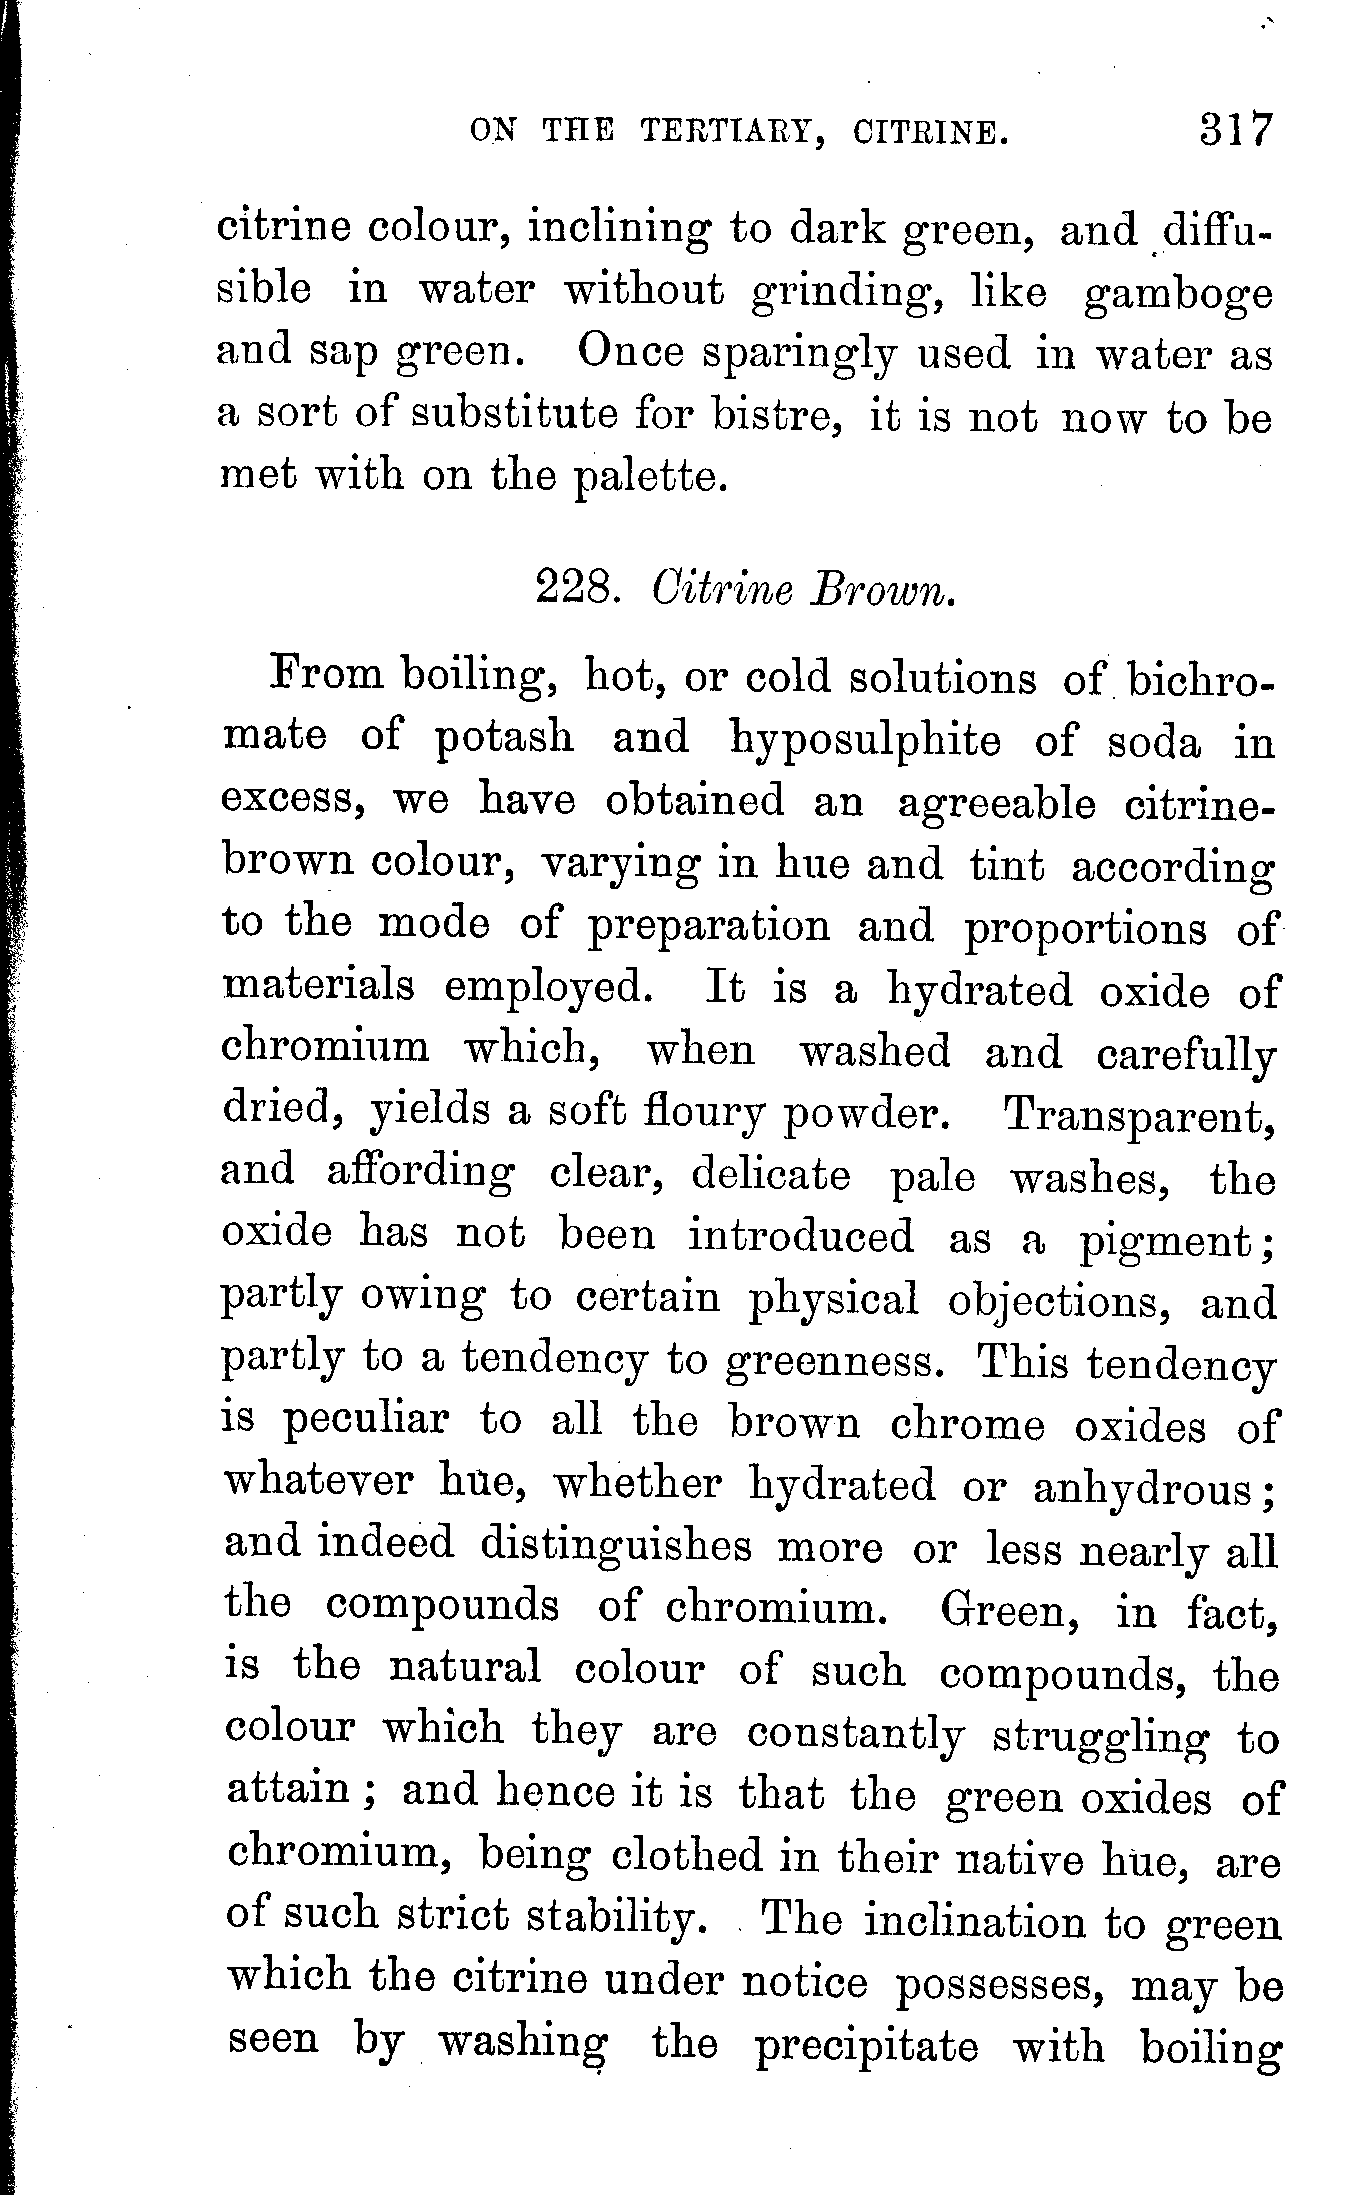 ON THE TERTIARY, CITRINE. 317
citrine colour, inclining to dark green, and diffu-
sible in water without grinding, like gamboge
and sap green. Once sparingly used in water as
a sort of substitute for bistre, it is not now to be
met with on the palette.
228. Citrine Brown.
From boiling, hot, or cold solutions of bichro-
mate of potash and hyposulphite of soda in
excess, we have obtained an agreeable citrine-
brown colour, varying in hue and tint according
to the mode of preparation and proportions of
materials employed. It is a hydrated oxide of
chromium which, when washed and carefully
dried, yields a soft floury powder. Transparent,
and affording clear, delicate pale washes, the
oxide has not been introduced as a pigment;
partly owing to certain physical objections, and
partly to a tendency to greenness. This tendency
is peculiar to all the brown chrome oxides of
whatever hue, whether hydrated or anhydrous;
and indeed distinguishes more or less nearly all
the compounds of chromium. Green, in fact,
is the natural colour of such compounds, the
colour which they are constantly struggling to
attain; and hence it is that the green oxides of
chromium, being clothed in their native hue, are
of such strict stability. The inclination to green
which the citrine under notice possesses, may be
seen by washing the precipitate with boiling